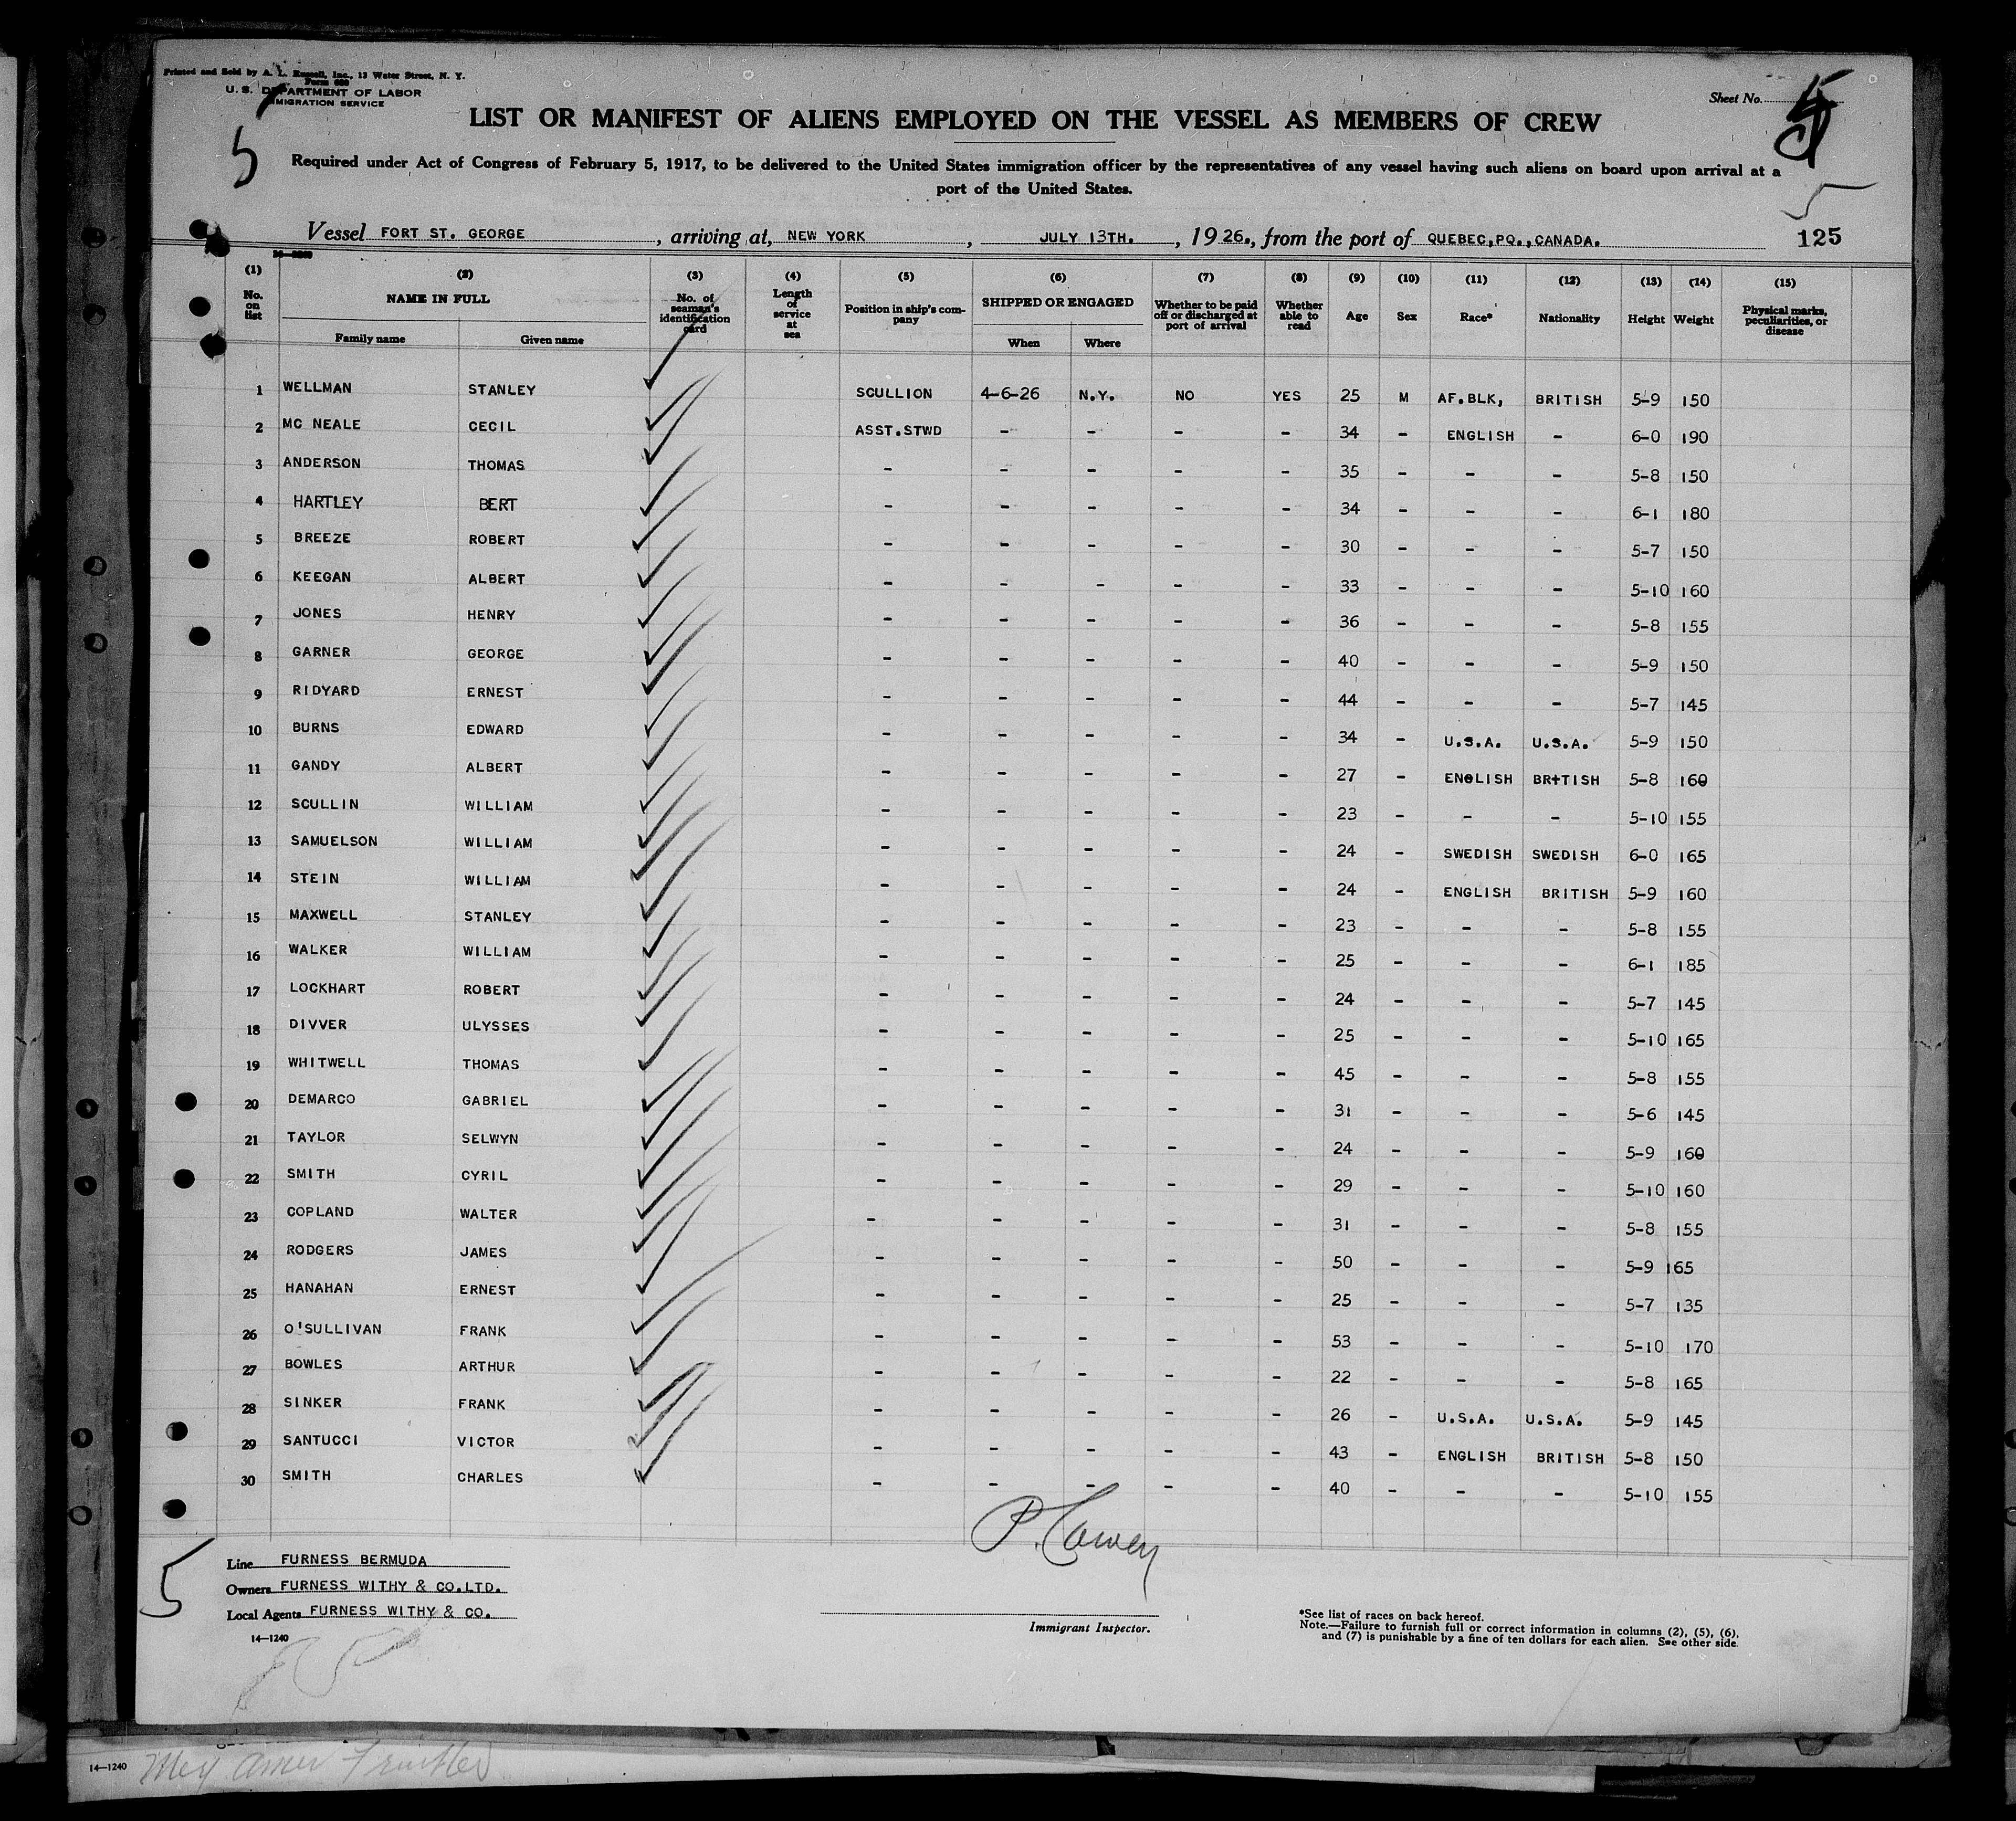 Printed and Sold by A. L. Russell, Inc., 13 Water Street, N. Y.
Form 689
U. S. DEPARTMENT OF LABOR
IMMIGRATION SERVICE
Sheet No. 5
LIST OR MANIFEST OF ALIENS EMPLOYED ON THE VESSEL AS MEMBERS OF CREW
5
Required under Act of Congress of February 5, 1917, to be delivered to the United States immigration officer by the representatives of any vessel having such aliens on board upon arrival at a
port of the United States.
5
Vessel FORT ST. GEORGE, arriving at, NEW YORK, JULY 13TH., 1926., from the port of QUEBEC,PQ.,CANADA. 125
14—1240
(1) (2) (3) (4) (5) (6) (7) (8) (9) (10) (11) (12) (13) (14) (15)
No. on list NAME IN FULL No. of seaman's identification card Length of service at sea Position in ship's company SHIPPED OR ENGAGED Whether to be paid off or discharged at port of arrival Whether able to read Age Sex Race* Nationality Height Weight Physical marks, peculiarities, or disease
Family name Given name When Where
1 WELLMAN STANLEY SCULLION 4-6-26 N.Y. NO YES 25 M AF.BLK, BRITISH 5-9 150
2 MC NEALE CECIL ASST.STWD - - - - 34 - ENGLISH - 6-0 190
3 ANDERSON THOMAS - - - - - 35 - - - 5-8 150
4 HARTLEY BERT - - - - - 34 - - - 6-1 180
5 BREEZE ROBERT - - - - - 30 - - - 5-7 150
6 KEEGAN ALBERT - - - - - 33 - - - 5-10 160
7 JONES HENRY - - - - - 36 - - - 5-8 155
8 GARNER GEORGE - - - - - 40 - - - 5-9 150
9 RIDYARD ERNEST - - - - - 44 - - - 5-7 145
10 BURNS EDWARD - - - - - 34 - U.S.A. U.S.A. 5-9 150
11 GANDY ALBERT - - - - - 27 - ENGLISH BRITISH 5-8 160
12 SCULLIN WILLIAM - - - - - 23 - - - 5-10 155
13 SAMUELSON WILLIAM - - - - - 24 - SWEDISH SWEDISH 6-0 165
14 STEIN WILLIAM - - - - - 24 - ENGLISH BRITISH 5-9 160
15 MAXWELL STANLEY - - - - - 23 - - - 5-8 155
16 WALKER WILLIAM - - - - - 25 - - - 6-1 185
17 LOCKHART ROBERT - - - - - 24 - - - 5-7 145
18 DIVVER ULYSSES - - - - - 25 - - - 5-10 165
19 WHITWELL THOMAS - - - - - 45 - - - 5-8 155
20 DEMARCO GABRIEL - - - - - 31 - - - 5-6 145
21 TAYLOR SELWYN - - - - - 24 - - - 5-9 160
22 SMITH CYRIL - - - - - 29 - - - 5-10 160
23 COPLAND WALTER - - - - - 31 - - - 5-8 155
24 RODGERS JAMES - - - - - 50 - - - 5-9 165
25 HANAHAN ERNEST - - - - - 25 - - - 5-7 135
26 O'SULLIVAN FRANK - - - - - 53 - - - 5-10 170
27 BOWLES ARTHUR - - - - - 22 - - - 5-8 165
28 SINKER FRANK - - - - - 26 - U.S.A. U.S.A. 5-9 145
29 SANTUCCI VICTOR - - - - - 43 - ENGLISH BRITISH 5-8 150
30 SMITH CHARLES - - - - - 40 - - - 5-10 155
5
Line FURNESS BERMUDA
Owners FURNESS WITHY & CO.LTD.
Local Agents FURNESS WITHY & CO.
14—1240
Immigrant Inspector.
*See list of races on back hereof.
Note.—Failure to furnish full or correct information in columns (2), (5), (6),
and (7) is punishable by a fine of ten dollars for each alien. See other side.
14—1240